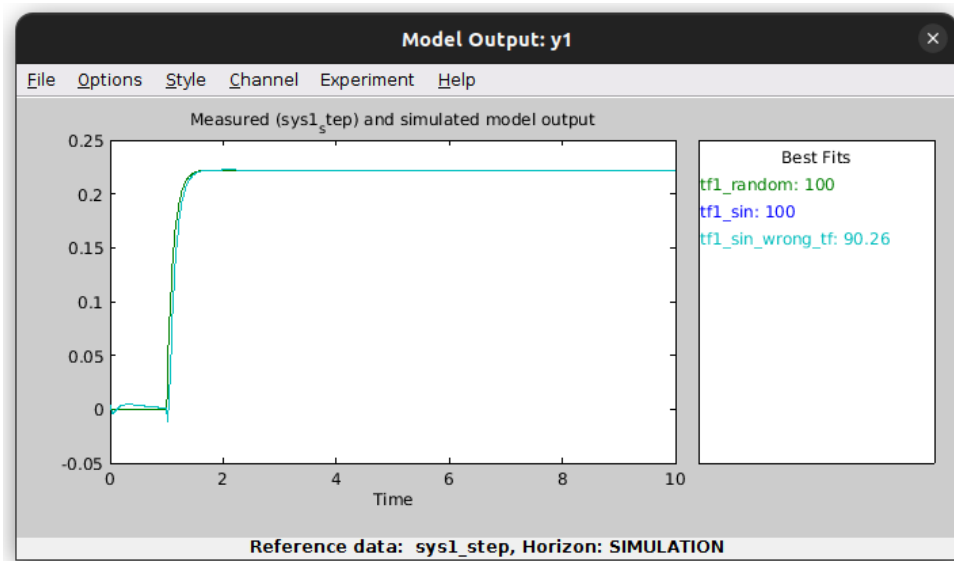 Model Output: y1
File Options Style Channel Experiment Help
Measured (sys1_step) and simulated model output
0.25
0.2
0.15
0.1
0.05
0
-0.05
0 2 4 6 8 10
Time
Best Fits
tf1_random: 100
tf1_sin: 100
tf1_sin_wrong_tf: 90.26
Reference data: sys1_step, Horizon: SIMULATION